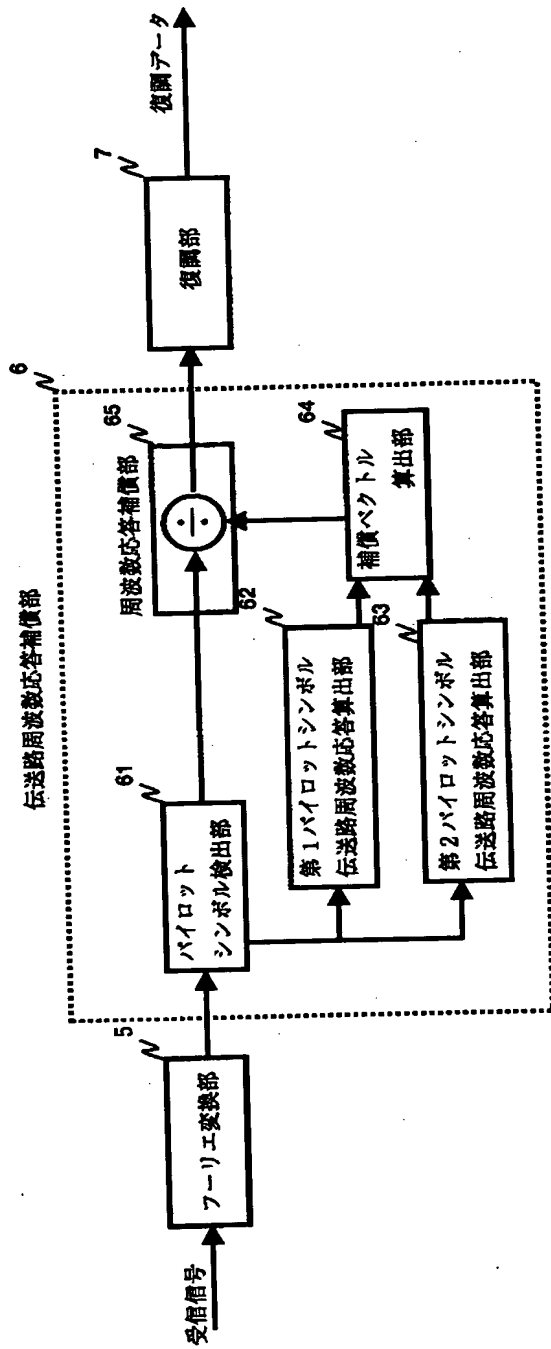 受信信号
フーリエ変換部
5
伝送路周波数応答補償部
6
パイロット
シンボル検出部
61
第1パイロットシンボル
伝送路周波数応答算出部
62
第2パイロットシンボル
伝送路周波数応答算出部
63
補償ベクトル
算出部
64
周波数応答補償部
65
÷
復調部
7
復調データ